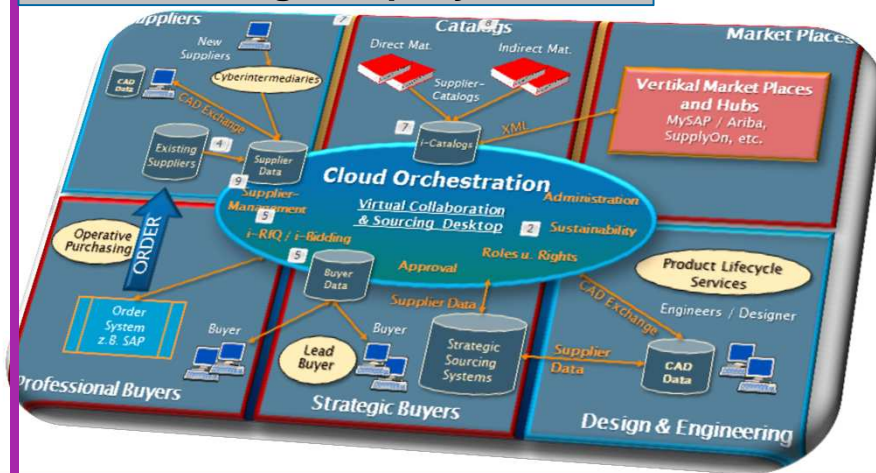 Suppliers
New
Suppliers
Cyberintermediaries
CAD
Data
CAD Exchange
Existing
Suppliers
4
Supplier
Data
7
8
Catalogs
Direct Mat.
Indirect Mat.
Supplier-
Catalogs
7
i-Catalogs
XML
Market Places
Vertikal Market Places
and Hubs
MySAP / Ariba,
SupplyOn, etc.
Cloud Orchestration
Virtual Collaboration
& Sourcing Desktop
Administration
2
Sustainability
Roles u. Rights
Approval
9
Supplier-
Management
5
i-RfQ / i-Bidding
5
Buyer
Data
Operative
Purchasing
ORDER
Order
System
z.B. SAP
Buyer
Professional Buyers
Lead
Buyer
Buyer
Supplier Data
Strategic
Sourcing
Systems
Strategic Buyers
Product Lifecycle
Services
CAD Exchange
Engineers / Designer
Supplier
Data
CAD
Data
Design & Engineering